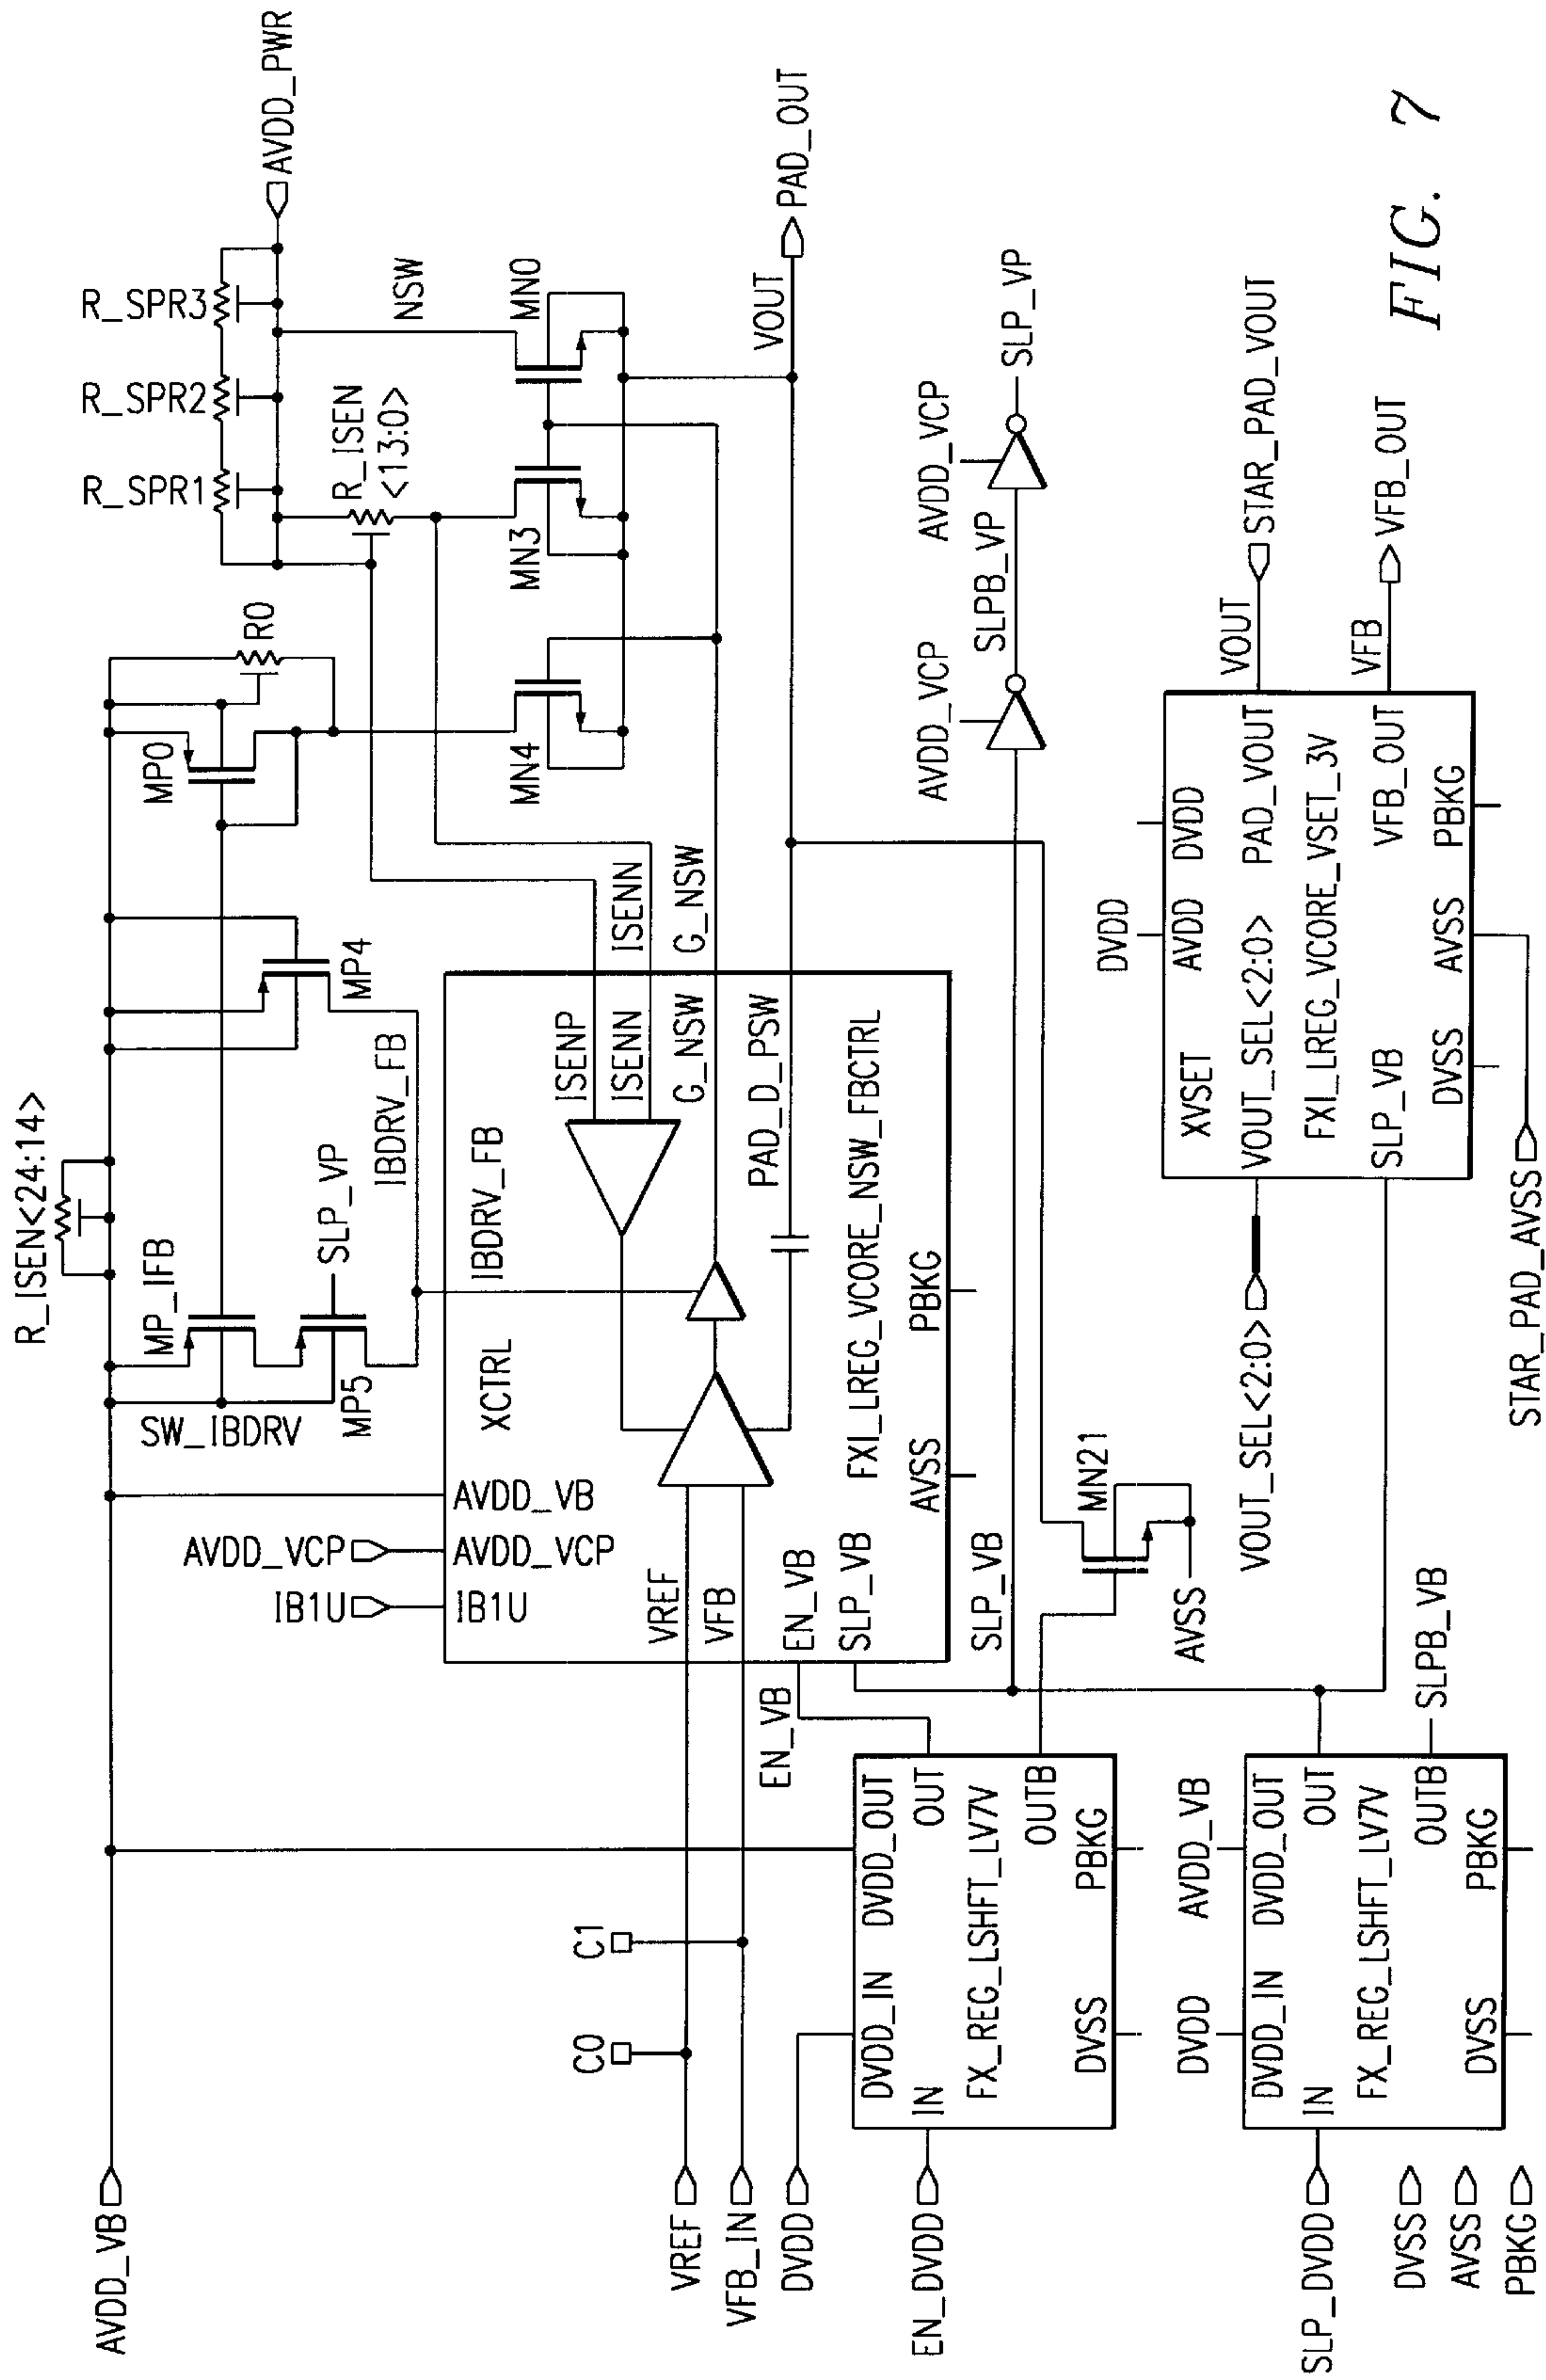 R_ISEN<24:14>
R_SPR1
R_SPR2
R_SPR3
AVDD_PWR
AVDD_VB
SW_IBDRV
MP_IFB
MP5
SLP_VP
IBDRV_FB
MP4
MP0
R0
R_ISEN
<13:0>
NSW
MN4
MN3
MN0
AVDD_VCP
IB1U
AVDD_VB
AVDD_VCP
IB1U
XCTRL
IBDRV_FB
ISENP
ISENN
G_NSW
ISENN
G_NSW
PAD_D_PSW
VREF
VFB
EN_VB
SLP_VB
FXI_LREG_VCORE_NSW_FBCTRL
AVSS
PBKG
C0
C1
VREF
VFB_IN
DVDD
EN_DVDD
VOUT
PAD_OUT
EN_VB
SLP_VB
DVDD_IN
DVDD_OUT
IN
OUT
FX_REG_LSHFT_LV7V
OUTB
DVSS
PBKG
MN21
AVSS
AVDD_VCP
SLPB_VP
AVDD_VCP
SLP_VP
DVDD
AVDD_VB
SLP_DVDD
DVDD_IN
DVDD_OUT
IN
OUT
FX_REG_LSHFT_LV7V
OUTB
DVSS
PBKG
SLPB_VB
DVSS
AVSS
PBKG
DVDD
XVSET
AVDD
DVDD
VOUT_SEL<2:0>
VOUT_SEL<2:0>
PAD_VOUT
VOUT
STAR_PAD_VOUT
FXI_LREG_VCORE_VSET_3V
SLP_VB
VFB_OUT
VFB
VFB_OUT
DVSS
AVSS
PBKG
STAR_PAD_AVSS
FIG. 7